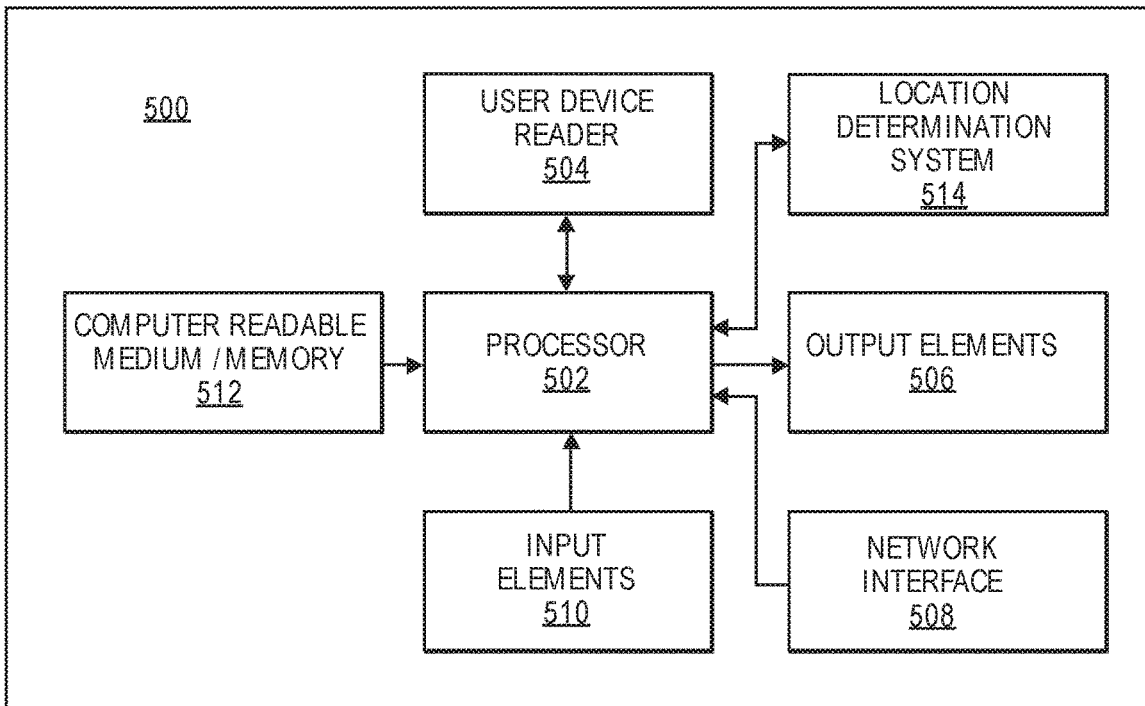 500
USER DEVICE
READER
504
LOCATION
DETERMINATION
SYSTEM
514
COMPUTER READABLE
MEDIUM / MEMORY
512
PROCESSOR
502
OUTPUT ELEMENTS
506
INPUT
ELEMENTS
510
NETWORK
INTERFACE
508